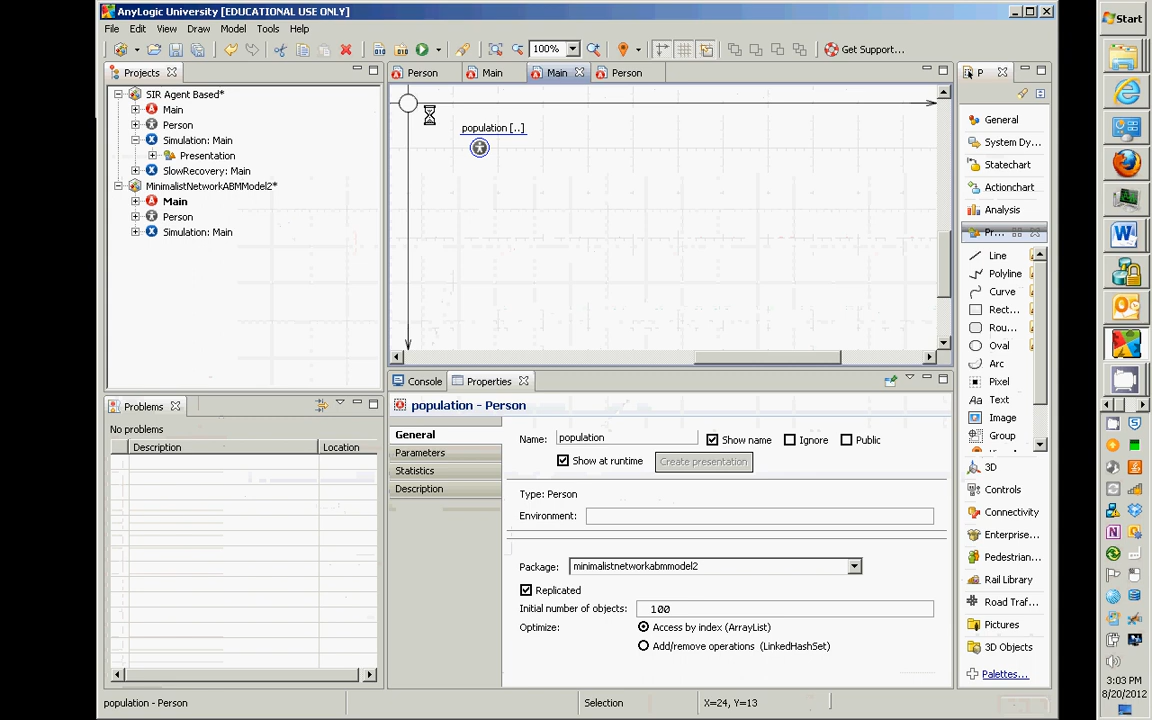 AnyLogic University [EDUCATIONAL USE ONLY]
File Edit View Draw Model Tools Help
100% Get Support...
Projects
SIR Agent Based*
Main
Person
Simulation: Main
Presentation
SlowRecovery: Main
MinimalistNetworkABMModel2*
Main
Person
Simulation: Main
Problems
No problems
Description Location
Person Main Main Person
population [..]
Console Properties
population - Person
General
Parameters
Statistics
Description
Name: population Show name Ignore Public
Show at runtime Create presentation
Type: Person
Environment:
Package: minimalistnetworkabmmodel2
Replicated
Initial number of objects: 100
Optimize: Access by index (ArrayList)
Add/remove operations (LinkedHashSet)
P
General
System Dy...
Statechart
Actionchart
Analysis
Pr...
Line
Polyline
Curve
Rect...
Rou...
Oval
Arc
Pixel
Text
Image
Group
3D
Controls
Connectivity
Enterprise...
Pedestrian...
Rail Library
Road Traf...
Pictures
3D Objects
Palettes...
population - Person Selection X=24, Y=13
Start
3:03 PM
8/20/2012